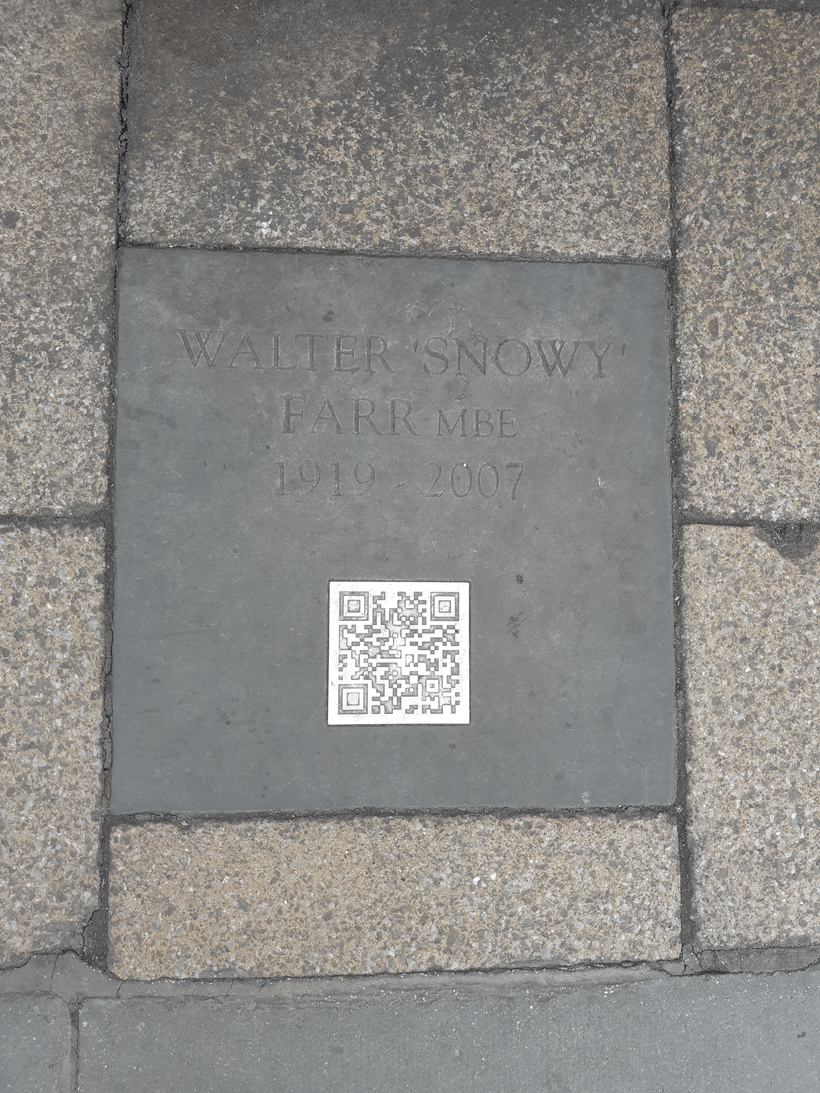 WALTER 'SNOWY'
FARR MBE
1919 - 2007